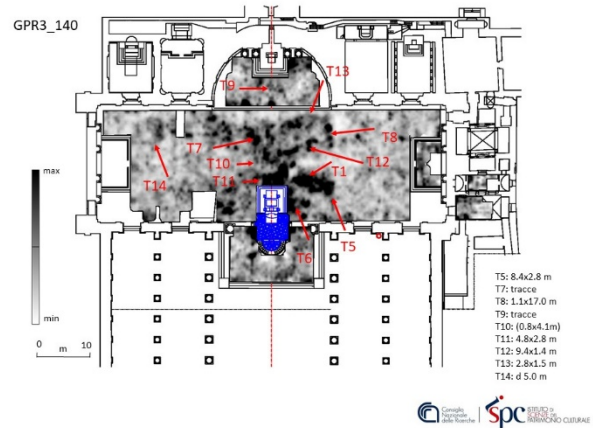 GPR3_140
T9
T13
T7
T8
T10
T12
T14
T11
T1
T6
T5
max
min
0 10
m
T5: 8.4x2.8 m
T7: tracce
T8: 1.1x17.0 m
T9: tracce
T10: (0.8x4.1m)
T11: 4.8x2.8 m
T12: 9.4x1.4 m
T13: 2.8x1.5 m
T14: d 5.0 m
Consiglio
Nazionale
delle Ricerche
spc
ISTITUTO DI
SCIENZE DEL
PATRIMONIO CULTURALE